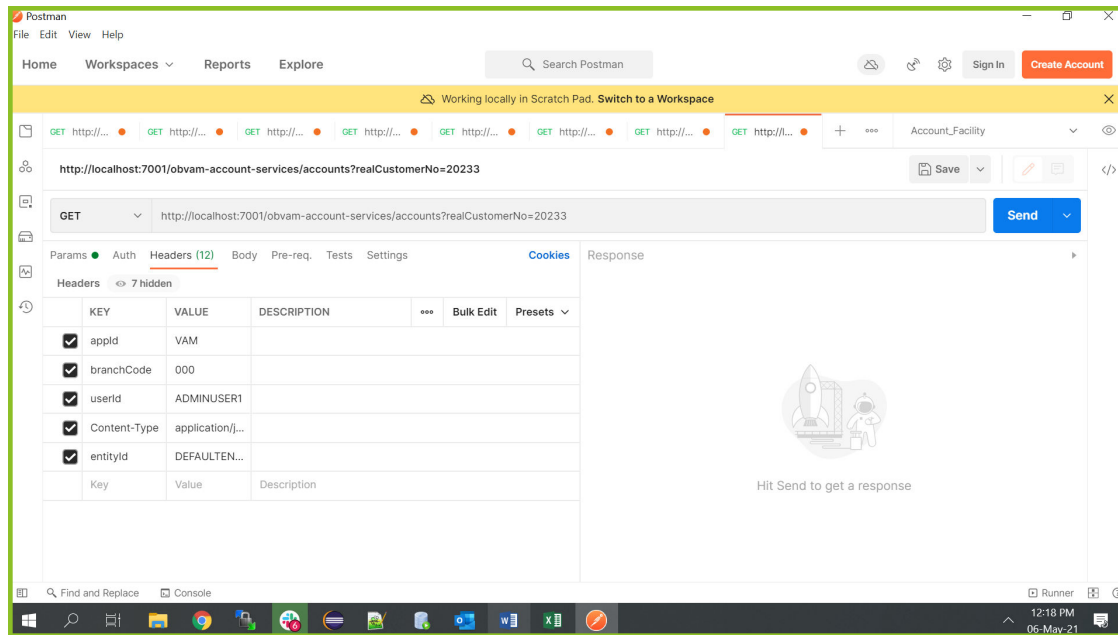 Postman
File Edit View Help
Home Workspaces Reports Explore Search Postman Sign In Create Account
Working locally in Scratch Pad. Switch to a Workspace
GET http://... GET http://... GET http://... GET http://... GET http://... GET http://... GET http://... GET http://l... Account_Facility
http://localhost:7001/obvam-account-services/accounts?realCustomerNo=20233 Save
GET http://localhost:7001/obvam-account-services/accounts?realCustomerNo=20233 Send
Params Auth Headers (12) Body Pre-req. Tests Settings Cookies Response
Headers 7 hidden
KEY VALUE DESCRIPTION Bulk Edit Presets
appId VAM
branchCode 000
userId ADMINUSER1
Content-Type application/j...
entityId DEFAULTEN...
Key Value Description
Hit Send to get a response
Find and Replace Console Runner
6
12:18 PM
06-May-21